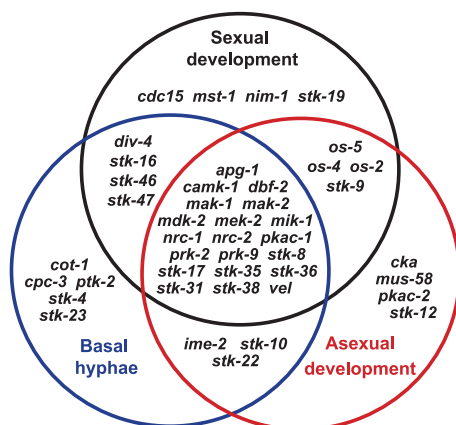 Sexual
development
cdc15 mst-1 nim-1 stk-19
div-4
stk-16
stk-46
stk-47
apg-1
camk-1 dbf-2
mak-1 mak-2
mdk-2 mek-2 mik-1
nrc-1 nrc-2 pkac-1
prk-2 prk-9 stk-8
stk-17 stk-35 stk-36
stk-31 stk-38 vel
os-5
os-4 os-2
stk-9
cot-1
cpc-3 ptk-2
stk-4
stk-23
Basal
hyphae
ime-2 stk-10
stk-22
cka
mus-58
pkac-2
stk-12
Asexual
development